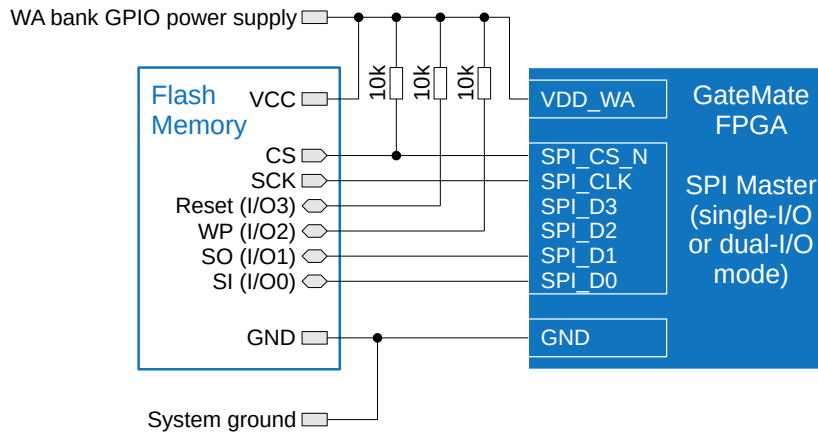 WA bank GPIO power supply
10k 10k 10k
Flash
Memory
VCC
CS
SCK
Reset (I/O3)
WP (I/O2)
SO (I/O1)
SI (I/O0)
GND
System ground
VDD_WA
SPI_CS_N
SPI_CLK
SPI_D3
SPI_D2
SPI_D1
SPI_D0
GND
GateMate
FPGA
SPI Master
(single-I/O
or dual-I/O
mode)